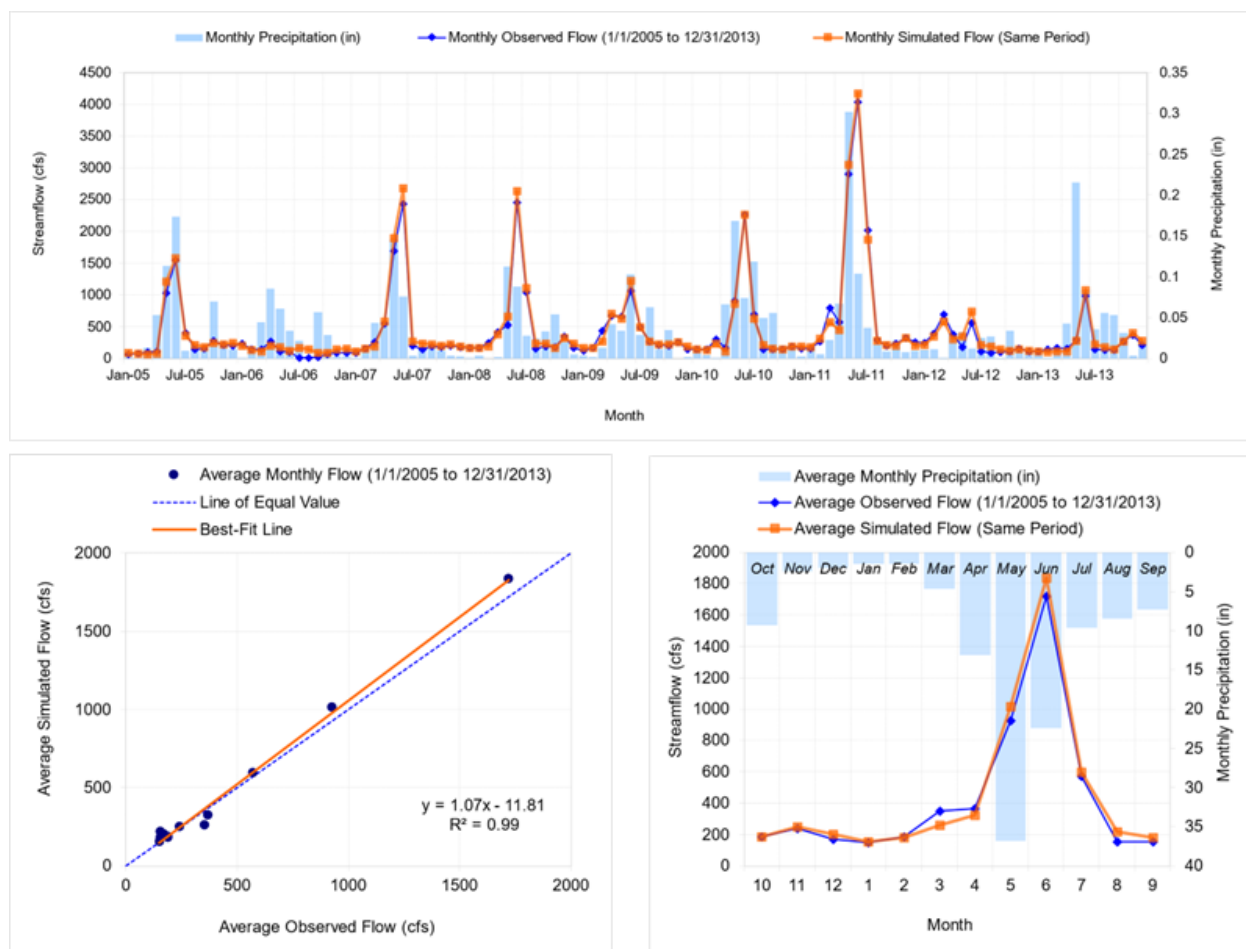 Monthly Precipitation (in) Monthly Observed Flow (1/1/2005 to 12/31/2013) Monthly Simulated Flow (Same Period)
4500 0.35
4000 0.3
3500
3000 0.25
2500 0.2
2000 0.15
1500 0.1
1000
500 0.05
0 0
Streamflow (cfs)
Monthly Precipitation (in)
Jan-05 Jul-05 Jan-06 Jul-06 Jan-07 Jul-07 Jan-08 Jul-08 Jan-09 Jul-09 Jan-10 Jul-10 Jan-11 Jul-11 Jan-12 Jul-12 Jan-13 Jul-13
Month
Average Monthly Flow (1/1/2005 to 12/31/2013)
Line of Equal Value
Best-Fit Line
2000
1500
1000
500
0
Average Simulated Flow (cfs)
y = 1.07x - 11.81
R² = 0.99
0 500 1000 1500 2000
Average Observed Flow (cfs)
Average Monthly Precipitation (in)
Average Observed Flow (1/1/2005 to 12/31/2013)
Average Simulated Flow (Same Period)
2000 0
Oct Nov Dec Jan Feb Mar Apr May Jun Jul Aug Sep
1800 5
1600 10
1400
1200 15
1000 20
800 25
600
400 30
200 35
0 40
Streamflow (cfs)
Monthly Precipitation (in)
10 11 12 1 2 3 4 5 6 7 8 9
Month